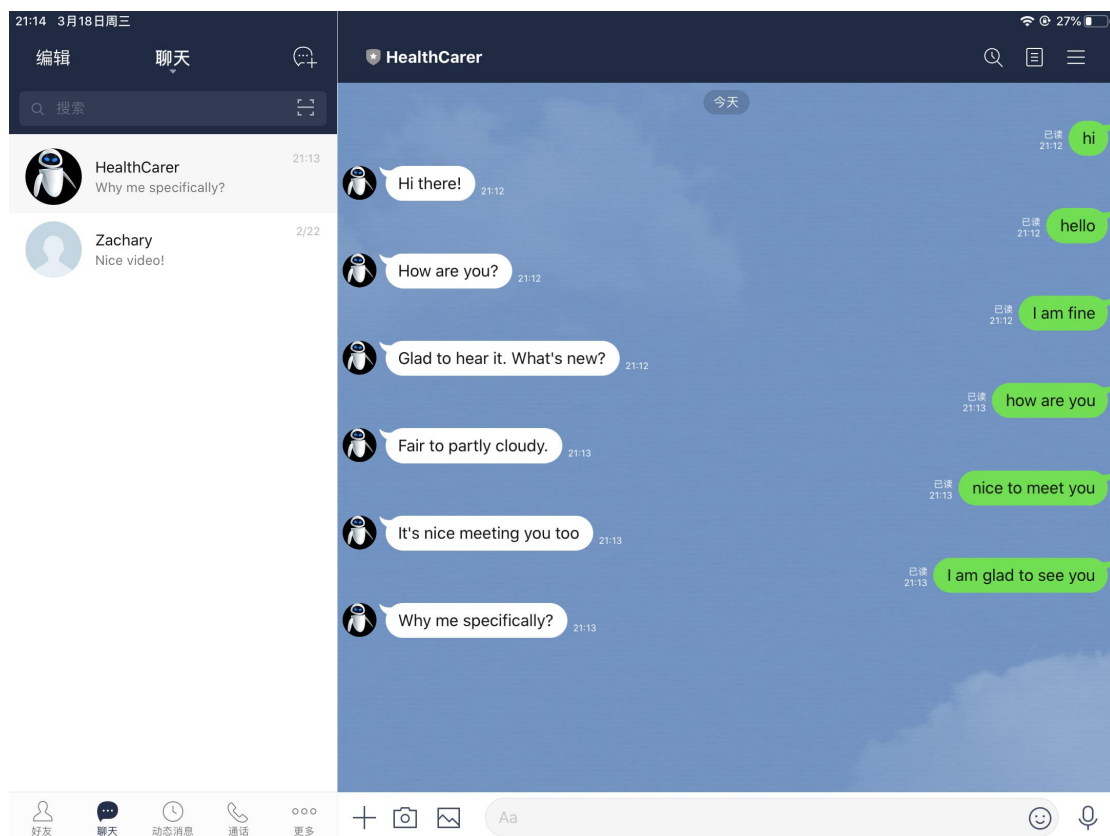 21:14 3月18日周三
27%
编辑
聊天
搜索
HealthCarer
21:13
Why me specifically?
Zachary
2/22
Nice video!
好友
聊天
动态消息
通话
更多
HealthCarer
今天
已读
21:12
hi
Hi there!
21:12
已读
21:12
hello
How are you?
21:12
已读
21:12
I am fine
Glad to hear it. What's new?
21:12
已读
21:13
how are you
Fair to partly cloudy.
21:13
已读
21:13
nice to meet you
It's nice meeting you too
21:13
已读
21:13
I am glad to see you
Why me specifically?
21:13
Aa